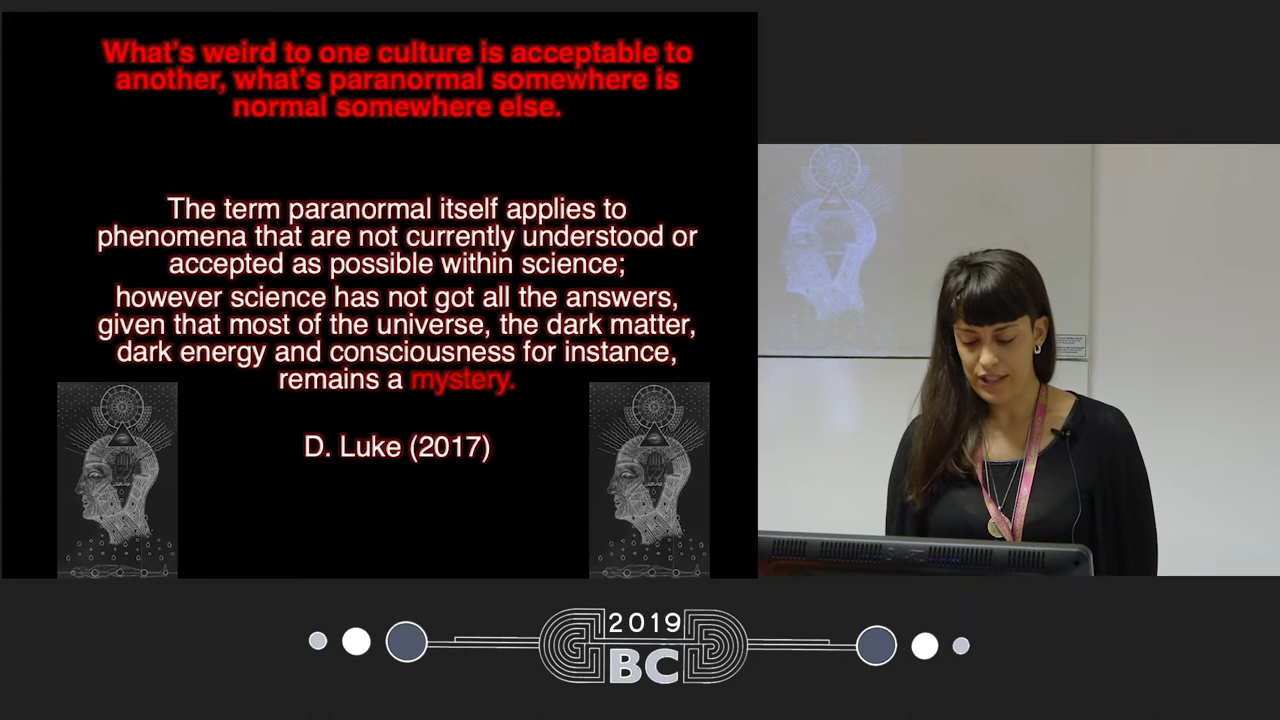 What's weird to one culture is acceptable to
another, what's paranormal somewhere is
normal somewhere else.
The term paranormal itself applies to
phenomena that are not currently understood or
accepted as possible within science;
however science has not got all the answers,
given that most of the universe, the dark matter,
dark energy and consciousness for instance,
remains a mystery.
D. Luke (2017)
2019
BC